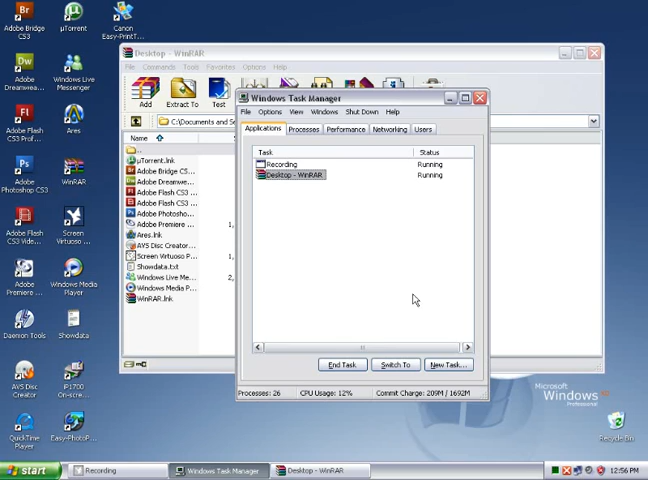 Adobe Bridge CS3
µTorrent
Canon Easy-PrintT...
Adobe Dreamwea...
Windows Live Messenger
Adobe Flash CS3 Prof...
Ares
Adobe Photoshop CS3
WinRAR
Adobe Flash CS3 Vide...
Screen Virtuoso ...
Adobe Premiere ...
Windows Media Player
Daemon Tools
Showdata
AVS Disc Creator
iP1700 On-scree...
QuickTime Player
Easy-PhotoP...
Desktop - WinRAR
File Commands Tools Favorites Options Help
Add
Extract To
Test
C:\Documents and Se
Name
..
µTorrent.lnk
Adobe Bridge CS3
Adobe Dreamwe...
Adobe Flash CS3
Adobe Flash CS3
Adobe Photosho...
Adobe Premiere
Ares.lnk
AVS Disc Creator...
Screen Virtuoso P...
Showdata.txt
Windows Live Me...
Windows Media P...
WinRAR.lnk
Windows Task Manager
File Options View Windows Shut Down Help
Applications Processes Performance Networking Users
Task Status
Recording Running
Desktop - WinRAR Running
End Task Switch To New Task...
Processes: 26 CPU Usage: 12% Commit Charge: 209M / 1692M
Microsoft
Windows xp
Professional
Recycle Bin
start Recording Windows Task Manager Desktop - WinRAR 12:56 PM